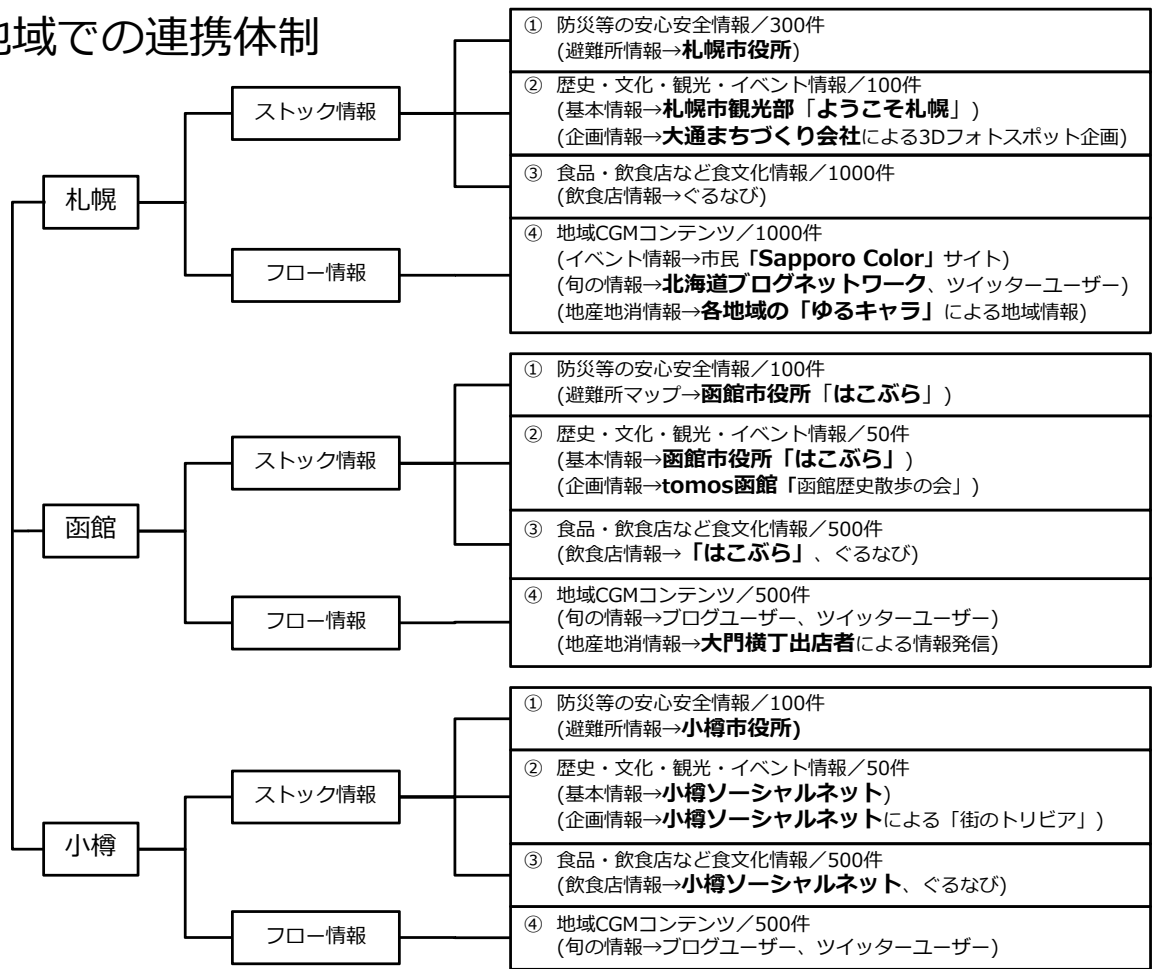 地域での連携体制
札幌
ストック情報
① 防災等の安心安全情報／300件
(避難所情報→札幌市役所)
② 歴史・文化・観光・イベント情報／100件
(基本情報→札幌市観光部「ようこそ札幌」)
(企画情報→大通まちづくり会社による3Dフォトスポット企画)
③ 食品・飲食店など食文化情報／1000件
(飲食店情報→ぐるなび)
フロー情報
④ 地域CGMコンテンツ／1000件
(イベント情報→市民「Sapporo Color」サイト)
(旬の情報→北海道ブログネットワーク、ツイッターユーザー)
(地産地消情報→各地域の「ゆるキャラ」による地域情報)
函館
ストック情報
① 防災等の安心安全情報／100件
(避難所マップ→函館市役所「はこぶら」)
② 歴史・文化・観光・イベント情報／50件
(基本情報→函館市役所「はこぶら」)
(企画情報→tomos函館「函館歴史散歩の会」)
③ 食品・飲食店など食文化情報／500件
(飲食店情報→「はこぶら」、ぐるなび)
フロー情報
④ 地域CGMコンテンツ／500件
(旬の情報→ブログユーザー、ツイッターユーザー)
(地産地消情報→大門横丁出店者による情報発信)
小樽
ストック情報
① 防災等の安心安全情報／100件
(避難所情報→小樽市役所)
② 歴史・文化・観光・イベント情報／50件
(基本情報→小樽ソーシャルネット)
(企画情報→小樽ソーシャルネットによる「街のトリビア」)
③ 食品・飲食店など食文化情報／500件
(飲食店情報→小樽ソーシャルネット、ぐるなび)
フロー情報
④ 地域CGMコンテンツ／500件
(旬の情報→ブログユーザー、ツイッターユーザー)